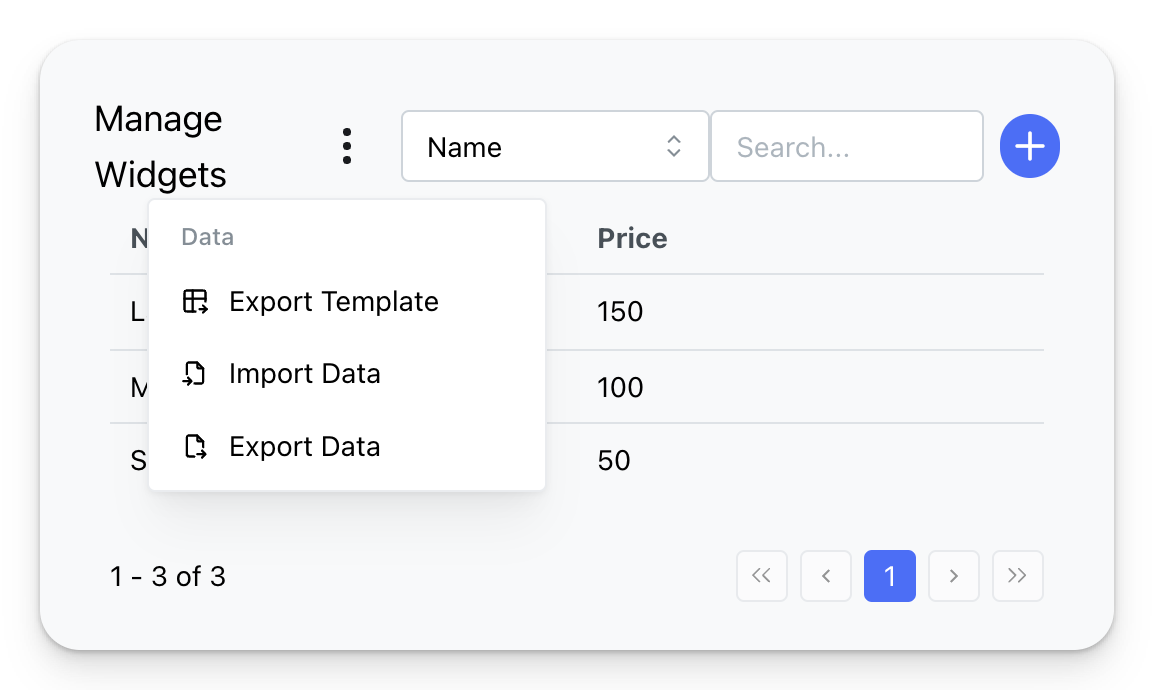 Manage
Widgets
Name
Search...
Data
Price
Export Template
150
Import Data
100
Export Data
50
1 - 3 of 3
1